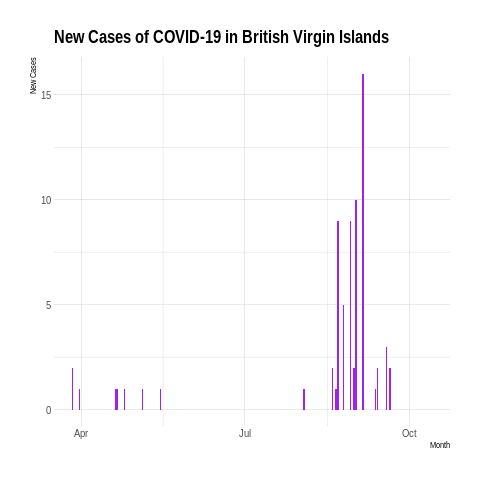 New Cases of COVID-19 in British Virgin Islands
New Cases
15
10
5
0
Apr
Jul
Oct
Month